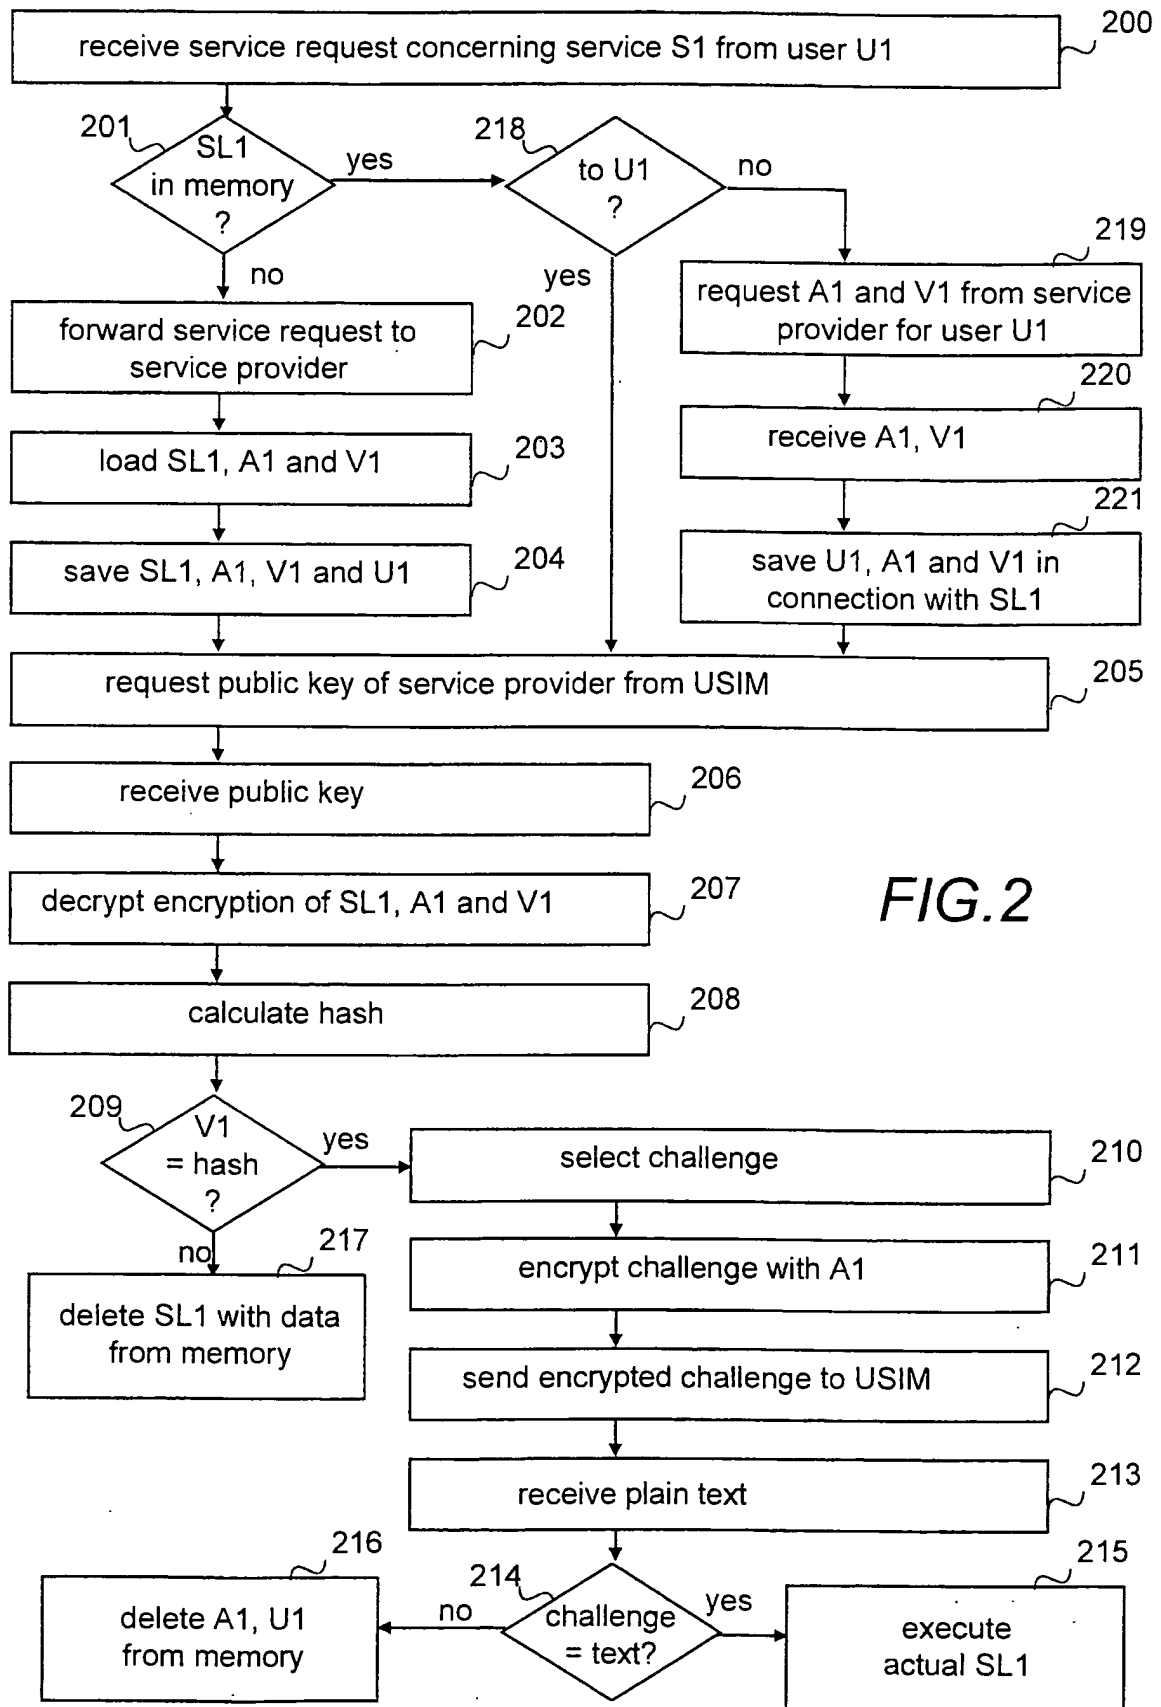 receive service request concerning service S1 from user U1
200
201
SL1
in memory
?
yes
218
to U1
?
no
219
request A1 and V1 from service
provider for user U1
no
yes
forward service request to
service provider
202
220
receive A1, V1
load SL1, A1 and V1
203
221
save U1, A1 and V1 in
connection with SL1
save SL1, A1, V1 and U1
204
request public key of service provider from USIM
205
receive public key
206
decrypt encryption of SL1, A1 and V1
207
FIG.2
calculate hash
208
209
V1
= hash
?
yes
select challenge
210
no
217
delete SL1 with data
from memory
encrypt challenge with A1
211
send encrypted challenge to USIM
212
receive plain text
213
216
delete A1, U1
from memory
no
214
challenge
= text?
yes
215
execute
actual SL1